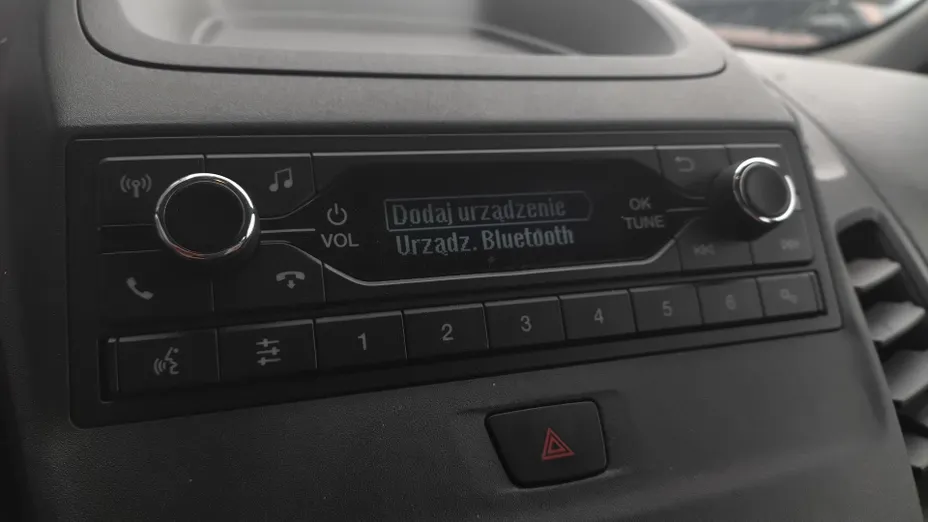 Dodaj urządzenie
Urządz. Bluetooth
VOL
OK
TUNE
1 2 3 4 5 6